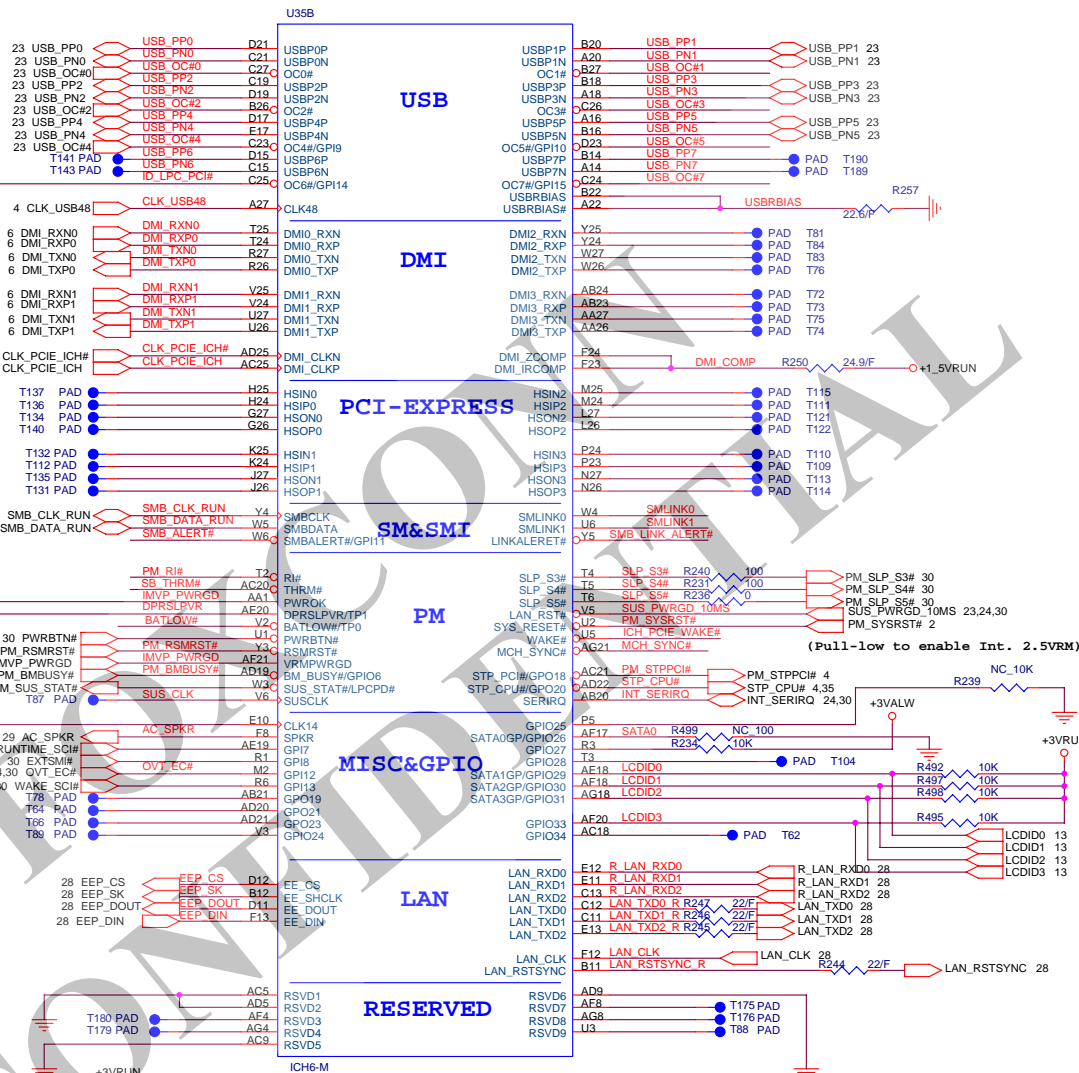 U35B
23 USB_PP0 USB_PP0 D21 USBP0P
23 USB_PN0 USB_PN0 C21 USBP0N
23 USB_OC#0 USB_OC#0 C27 OC0#
23 USB_PP2 USB_PP2 C19 USBP2P
23 USB_PN2 USB_PN2 D19 USBP2N
23 USB_OC#2 USB_OC#2 B26 OC2#
23 USB_PP4 USB_PP4 D17 USBP4P
23 USB_PN4 USB_PN4 E17 USBP4N
23 USB_OC#4 USB_OC#4 C23 OC4#/GPI9
T141 PAD USB_PP6 D15 USBP6P
T143 PAD USB_PN6 C15 USBP6N
ID_LPC_PCI# C25 OC6#/GPI14
4 CLK_USB48 CLK_USB48 A27 CLK48
USB
USBP1P B20 USB_PP1 USB_PP1 23
USBP1N A20 USB_PN1 USB_PN1 23
OC1# B27 USB_OC#1
USBP3P B18 USB_PP3 USB_PP3 23
USBP3N A18 USB_PN3 USB_PN3 23
OC3# C26 USB_OC#3
USBP5P A16 USB_PP5 USB_PP5 23
USBP5N B16 USB_PN5 USB_PN5 23
OC5#/GPI10 D23 USB_OC#5
USBP7P B14 USB_PP7 PAD T190
USBP7N A14 USB_PN7 PAD T189
OC7#/GPI15 C24 USB_OC#7
USBRBIAS B22
USBRBIAS# A22 USBRBIAS R257 22.6/F
6 DMI_RXN0 DMI_RXN0 T25 DMI0_RXN
6 DMI_RXP0 DMI_RXP0 T24 DMI0_RXP
6 DMI_TXN0 DMI_TXN0 R27 DMI0_TXN
6 DMI_TXP0 DMI_TXP0 R26 DMI0_TXP
6 DMI_RXN1 DMI_RXN1 V25 DMI1_RXN
6 DMI_RXP1 DMI_RXP1 V24 DMI1_RXP
6 DMI_TXN1 DMI_TXN1 U27 DMI1_TXN
6 DMI_TXP1 DMI_TXP1 U26 DMI1_TXP
CLK_PCIE_ICH# CLK_PCIE_ICH# AD25 DMI_CLKN
CLK_PCIE_ICH CLK_PCIE_ICH AC25 DMI_CLKP
DMI
DMI2_RXN Y25 PAD T81
DMI2_RXP Y24 PAD T84
DMI2_TXN W27 PAD T83
DMI2_TXP W26 PAD T76
DMI3_RXN AB24 PAD T72
DMI3_RXP AB23 PAD T73
DMI3_TXN AA27 PAD T75
DMI3_TXP AA26 PAD T74
DMI_ZCOMP F24
DMI_IRCOMP F23 DMI_COMP R250 24.9/F +1_5VRUN
T137 PAD H25 HSIN0
T136 PAD H24 HSIP0
T134 PAD G27 HSON0
T140 PAD G26 HSOP0
T132 PAD K25 HSIN1
T112 PAD K24 HSIP1
T135 PAD J27 HSON1
T131 PAD J26 HSOP1
PCI-EXPRESS
HSIN2 M25 PAD T115
HSIP2 M24 PAD T111
HSON2 L27 PAD T121
HSOP2 L26 PAD T122
HSIN3 P24 PAD T110
HSIP3 P23 PAD T109
HSON3 N27 PAD T113
HSOP3 N26 PAD T114
SMB_CLK_RUN SMB_CLK_RUN Y4 SMBCLK
SMB_DATA_RUN SMB_DATA_RUN W5 SMBDATA
SMB_ALERT# W6 SMBALERT#/GPI11
SM&SMI
SMLINK0 W4 SMLINK0
SMLINK1 U6 SMLINK1
LINKALERET# Y5 SMB_LINK_ALERT#
PM_RI# T2 RI#
SB_THRM# AC20 THRM#
IMVP_PWRGD AA1 PWROK
DPRSLPVR AE20 DPRSLPVR/TP1
BATLOW# V2 BATLOW#/TP0
30 PWRBTN# U1 PWRBTN#
PM_RSMRST# PM_RSMRST# Y3 RSMRST#
IMVP_PWRGD IMVP_PWRGD AF21 VRMPWRGD
PM_BMBUSY# PM_BMBUSY# AD19 BM_BUSY#/GPIO6
M_SUS_STAT# W3 SUS_STAT#/LPCPD#
T87 PAD SUS_CLK V6 SUSCLK
PM
SLP_S3# T4 SLP_S3# R240 100 PM_SLP_S3# 30
SLP_S4# T5 SLP_S4# R231 100 PM_SLP_S4# 30
SLP_S5# T6 SLP_S5# R236 0 PM_SLP_S5# 30
LAN_RST# V5 SUS_PWRGD_10MS SUS_PWRGD_10MS 23,24,30
SYS_RESET# U2 PM_SYSRST# PM_SYSRST# 2
WAKE# U5 ICH_PCIE_WAKE#
MCH_SYNC# AG21 MCH_SYNC#
(Pull-low to enable Int. 2.5VRM)
STP_PCI#/GPO18 AC21 PM_STPPCI# PM_STPPCI# 4
STP_CPU#/GPO20 AD22 STP_CPU# STP_CPU# 4,35
SERIRQ AB20 INT_SERIRQ INT_SERIRQ 24,30
E10 CLK14
29 AC_SPKR AC_SPKR F8 SPKR
RUNTIME_SCI# AE19 GPI7
30 EXTSMI# R1 GPI8
,30 OVT_EC# OVT_EC# M2 GPI12
0 WAKE_SCI# R6 GPI13
T78 PAD AB21 GPO19
T64 PAD AD20 GPO21
T66 PAD AD21 GPO23
T89 PAD V3 GPIO24
MISC&GPIO
GPIO25 P5 R239 NC_10K
+3VALW
SATA0GP/GPIO26 AF17 SATA0 R499 NC_100
GPIO27 R3 R234 10K
+3VRU
GPIO28 T3 PAD T104
SATA1GP/GPIO29 AE18 LCDID0 R492 10K
SATA2GP/GPIO30 AF18 LCDID1 R497 10K
SATA3GP/GPIO31 AG18 LCDID2 R498 10K
GPIO33 AF20 LCDID3 R495 10K
GPIO34 AC18 PAD T62
LCDID0 13
LCDID1 13
LCDID2 13
LCDID3 13
28 EEP_CS EEP_CS D12 EE_CS
28 EEP_SK EEP_SK B12 EE_SHCLK
28 EEP_DOUT EEP_DOUT D11 EE_DOUT
28 EEP_DIN EEP_DIN F13 EE_DIN
LAN
LAN_RXD0 E12 R_LAN_RXD0 R_LAN_RXD0 28
LAN_RXD1 E11 R_LAN_RXD1 R_LAN_RXD1 28
LAN_RXD2 C13 R_LAN_RXD2 R_LAN_RXD2 28
LAN_TXD0 C12 LAN_TXD0_R R247 22/F LAN_TXD0 28
LAN_TXD1 C11 LAN_TXD1_R R246 22/F LAN_TXD1 28
LAN_TXD2 E13 LAN_TXD2_R R245 22/F LAN_TXD2 28
LAN_CLK F12 LAN_CLK LAN_CLK 28
LAN_RSTSYNC B11 LAN_RSTSYNC_R R244 22/F LAN_RSTSYNC 28
AC5 RSVD1
AD5 RSVD2
T180 PAD AF4 RSVD3
T179 PAD AG4 RSVD4
AC9 RSVD5
RESERVED
RSVD6 AD9
RSVD7 AF8 T175 PAD
RSVD8 AG8 T176 PAD
RSVD9 U3 T88 PAD
ICH6-M
+3VRUN
FOXCONN
CONFIDENTIAL